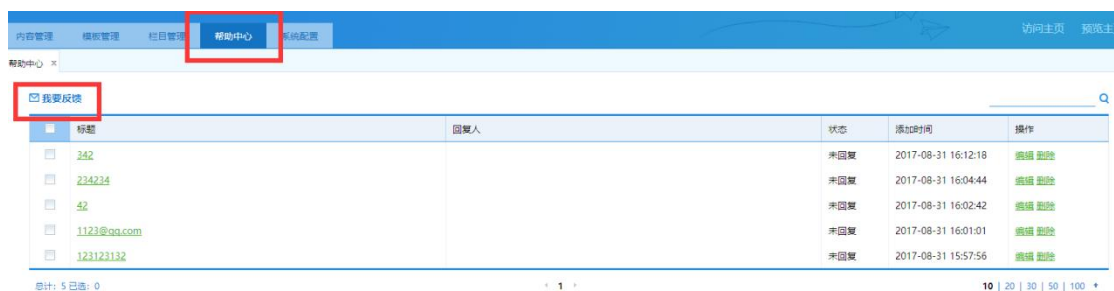 内容管理 模板管理 栏目管理 帮助中心 系统配置 访问主页 预览主
帮助中心 ×
我要反馈
标题 回复人 状态 添加时间 操作
342 未回复 2017-08-31 16:12:18 编辑 删除
234234 未回复 2017-08-31 16:04:44 编辑 删除
42 未回复 2017-08-31 16:02:42 编辑 删除
1123@qq.com 未回复 2017-08-31 16:01:01 编辑 删除
123123132 未回复 2017-08-31 15:57:56 编辑 删除
总计: 5 已选: 0 1 10 | 20 | 30 | 50 | 100